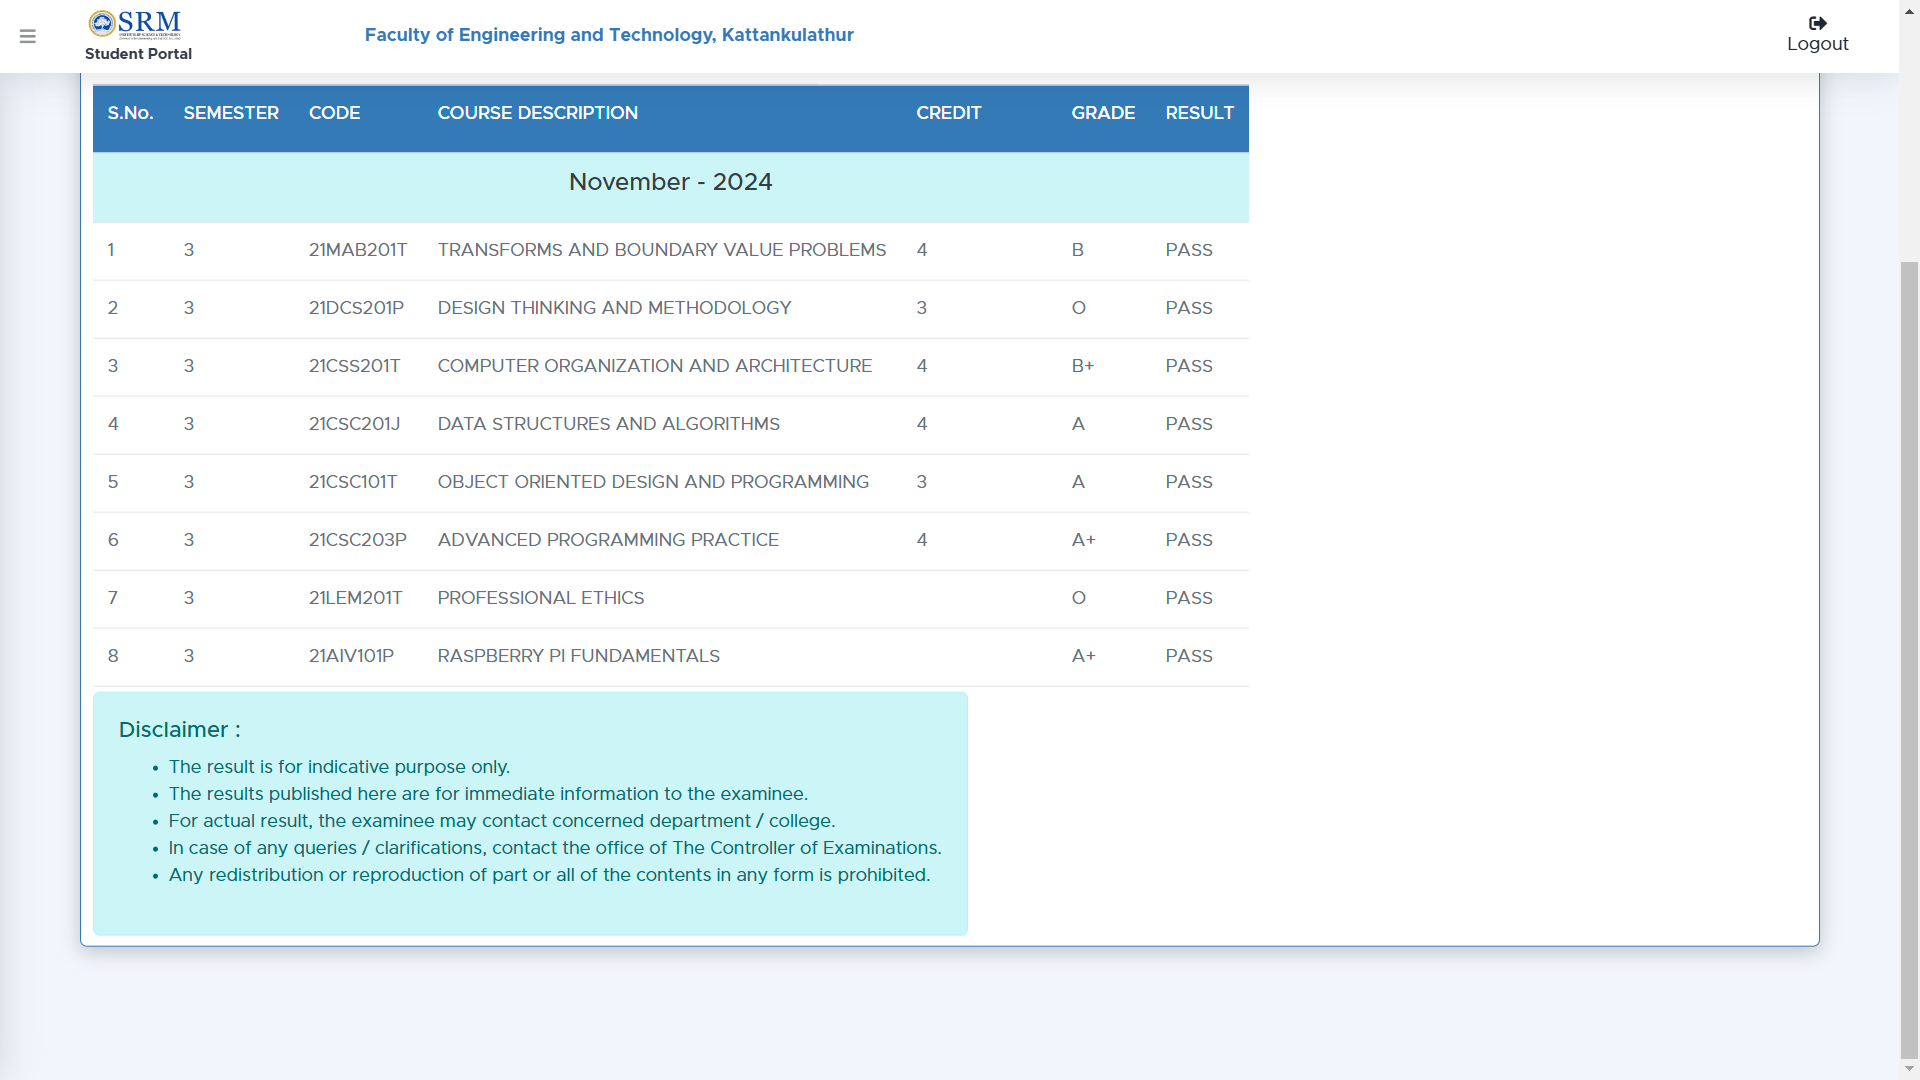 SRM
Student Portal
Faculty of Engineering and Technology, Kattankulathur
Logout
S.No. SEMESTER CODE COURSE DESCRIPTION CREDIT GRADE RESULT
November - 2024
1 3 21MAB201T TRANSFORMS AND BOUNDARY VALUE PROBLEMS 4 B PASS
2 3 21DCS201P DESIGN THINKING AND METHODOLOGY 3 O PASS
3 3 21CSS201T COMPUTER ORGANIZATION AND ARCHITECTURE 4 B+ PASS
4 3 21CSC201J DATA STRUCTURES AND ALGORITHMS 4 A PASS
5 3 21CSC101T OBJECT ORIENTED DESIGN AND PROGRAMMING 3 A PASS
6 3 21CSC203P ADVANCED PROGRAMMING PRACTICE 4 A+ PASS
7 3 21LEM201T PROFESSIONAL ETHICS O PASS
8 3 21AIV101P RASPBERRY PI FUNDAMENTALS A+ PASS
Disclaimer :
• The result is for indicative purpose only.
• The results published here are for immediate information to the examinee.
• For actual result, the examinee may contact concerned department / college.
• In case of any queries / clarifications, contact the office of The Controller of Examinations.
• Any redistribution or reproduction of part or all of the contents in any form is prohibited.